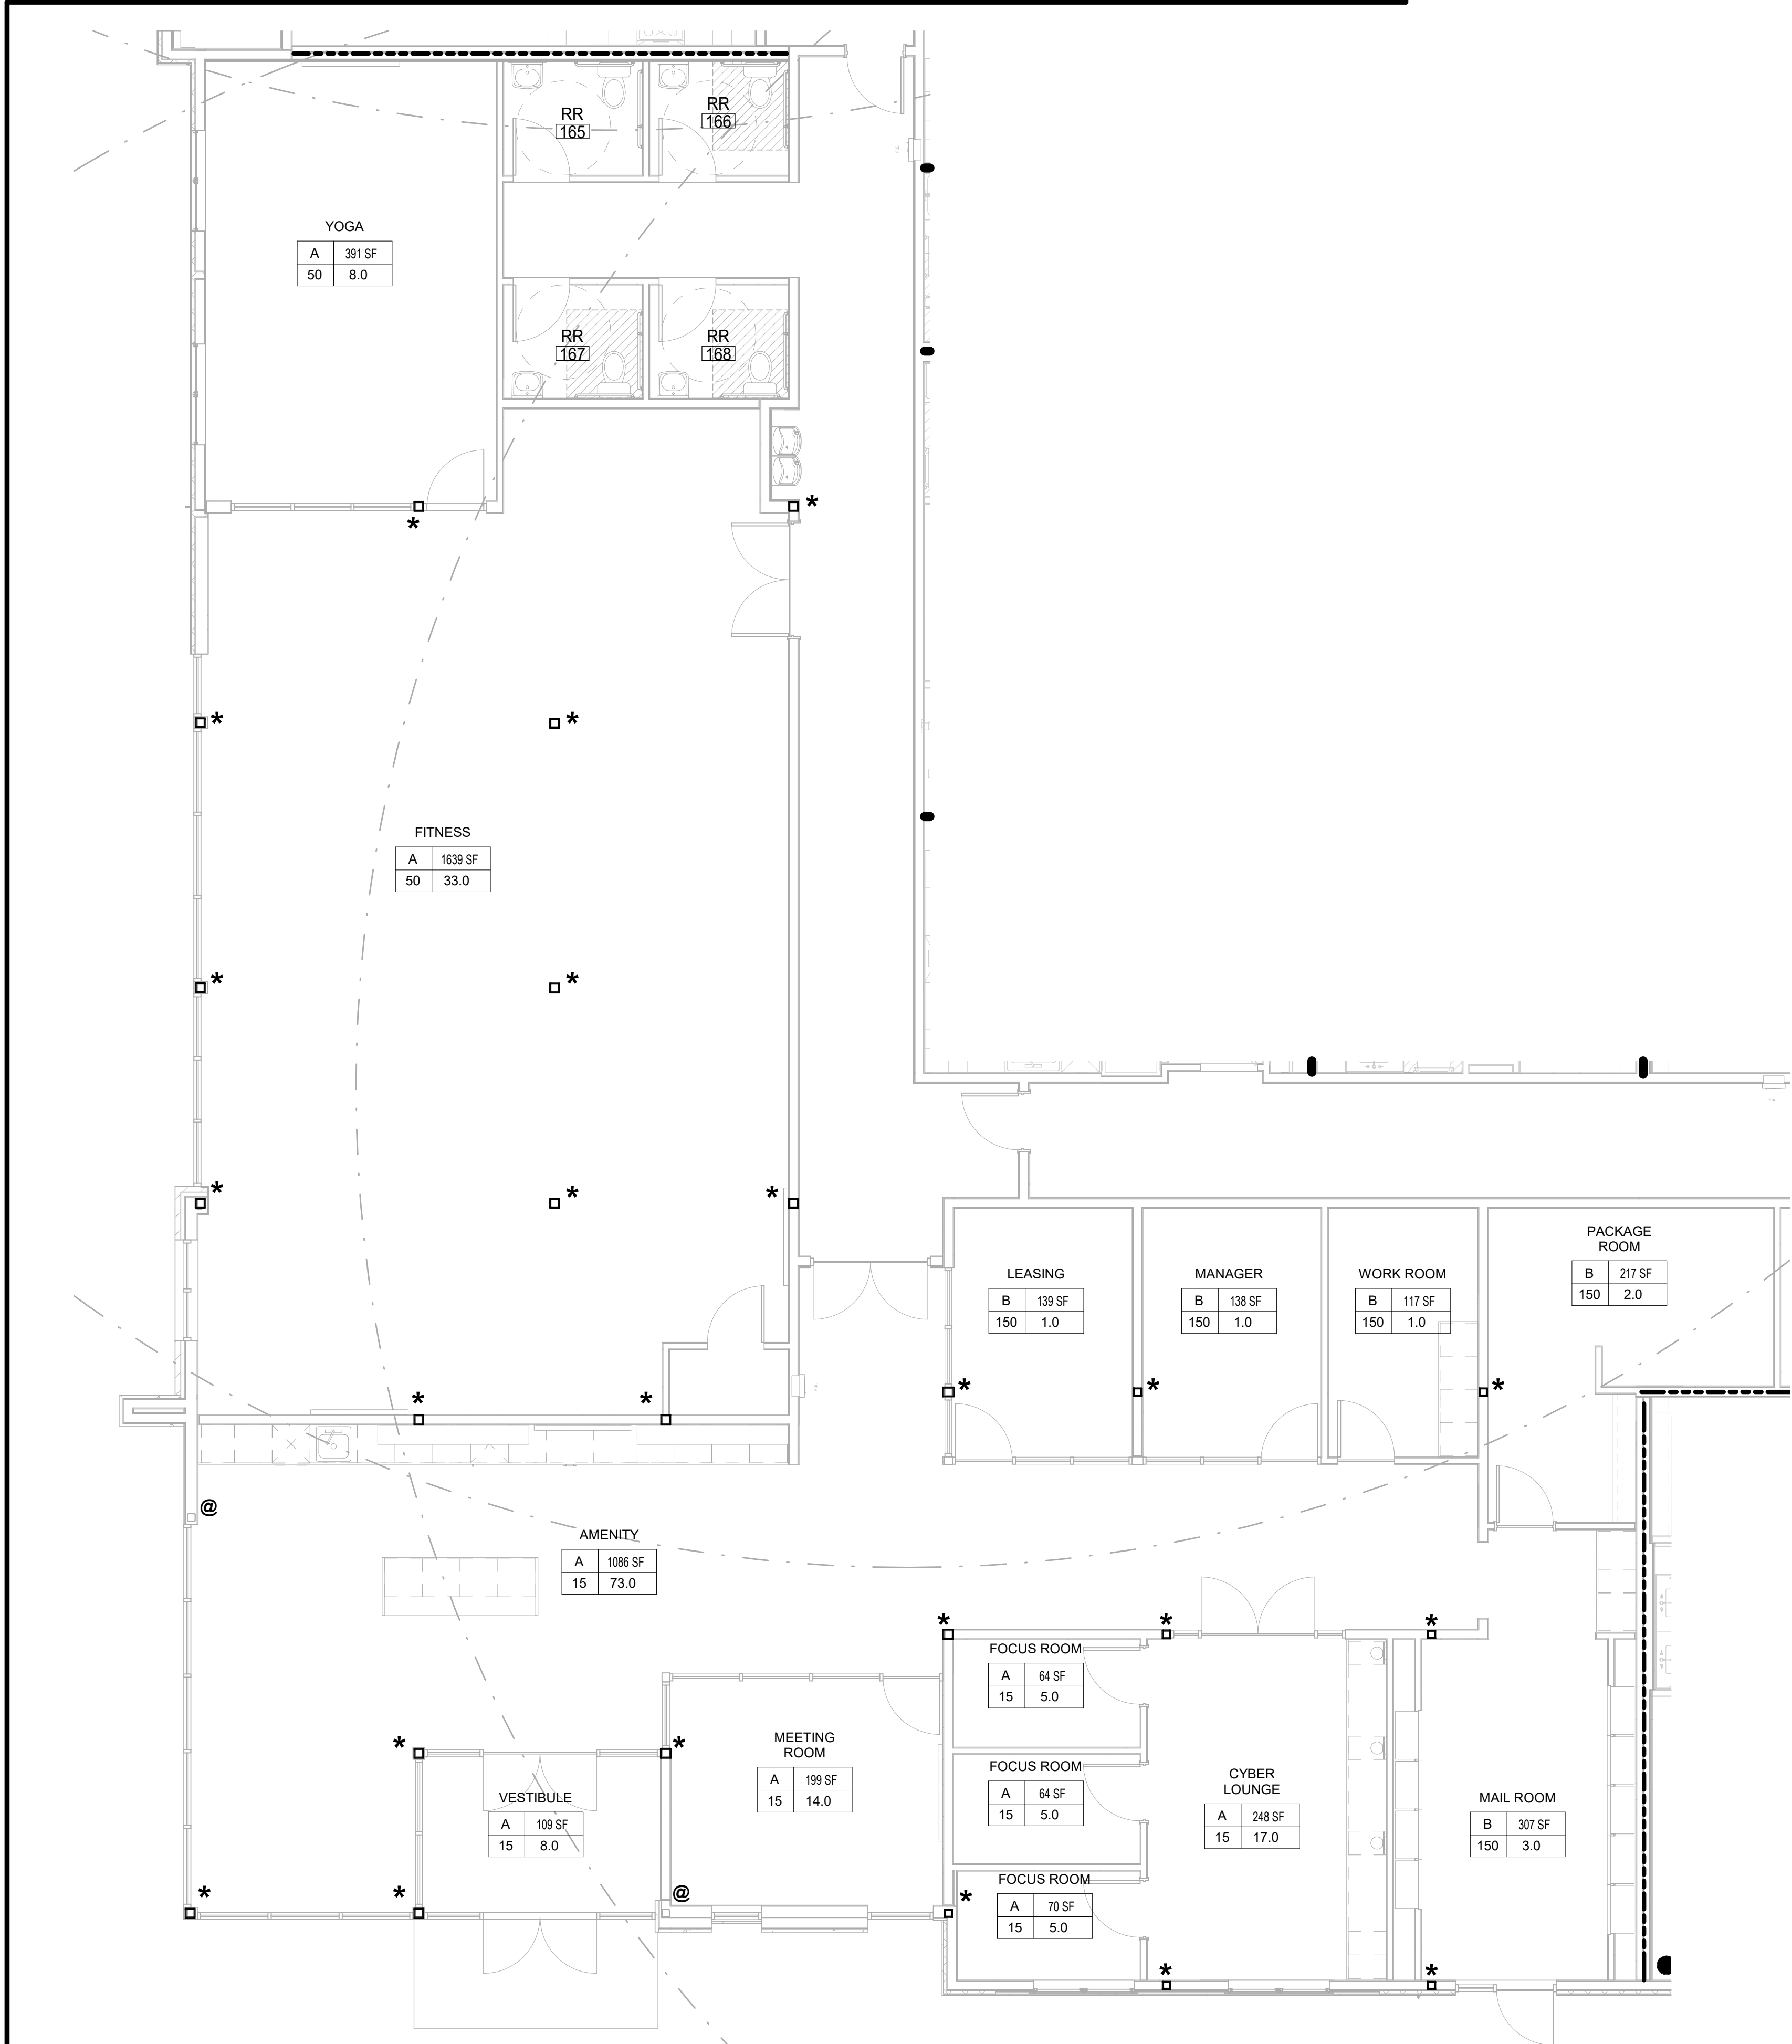 RR
165
RR
166
YOGA
A 391 SF
50 8.0
RR
167
RR
168
*
*
*
*
FITNESS
A 1639 SF
50 33.0
*
*
*
*
*
PACKAGE
ROOM
B 217 SF
150 2.0
LEASING
B 139 SF
150 1.0
MANAGER
B 138 SF
150 1.0
WORK ROOM
B 117 SF
150 1.0
*
*
*
*
*
@
AMENITY
A 1086 SF
15 73.0
*
*
*
FOCUS ROOM
A 64 SF
15 5.0
*
*
MEETING
ROOM
A 199 SF
15 14.0
FOCUS ROOM
A 64 SF
15 5.0
CYBER
LOUNGE
A 248 SF
15 17.0
VESTIBULE
A 109 SF
15 8.0
MAIL ROOM
B 307 SF
150 3.0
FOCUS ROOM
A 70 SF
15 5.0
*
*
@
*
*
*